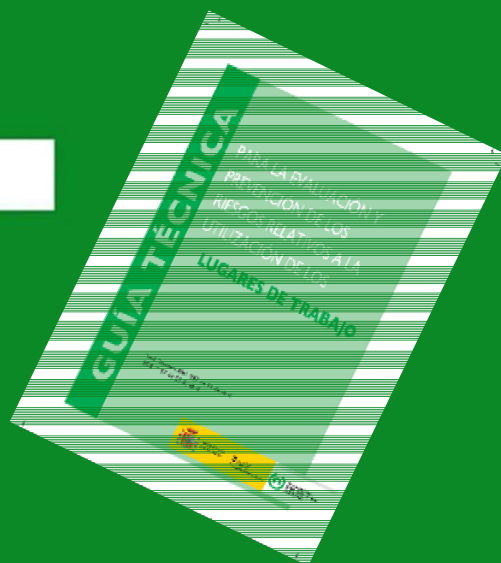 GUÍA TÉCNICA
PARA LA EVALUACIÓN Y
PREVENCIÓN DE LOS
RIESGOS RELATIVOS A LA
UTILIZACIÓN DE LOS
LUGARES DE TRABAJO